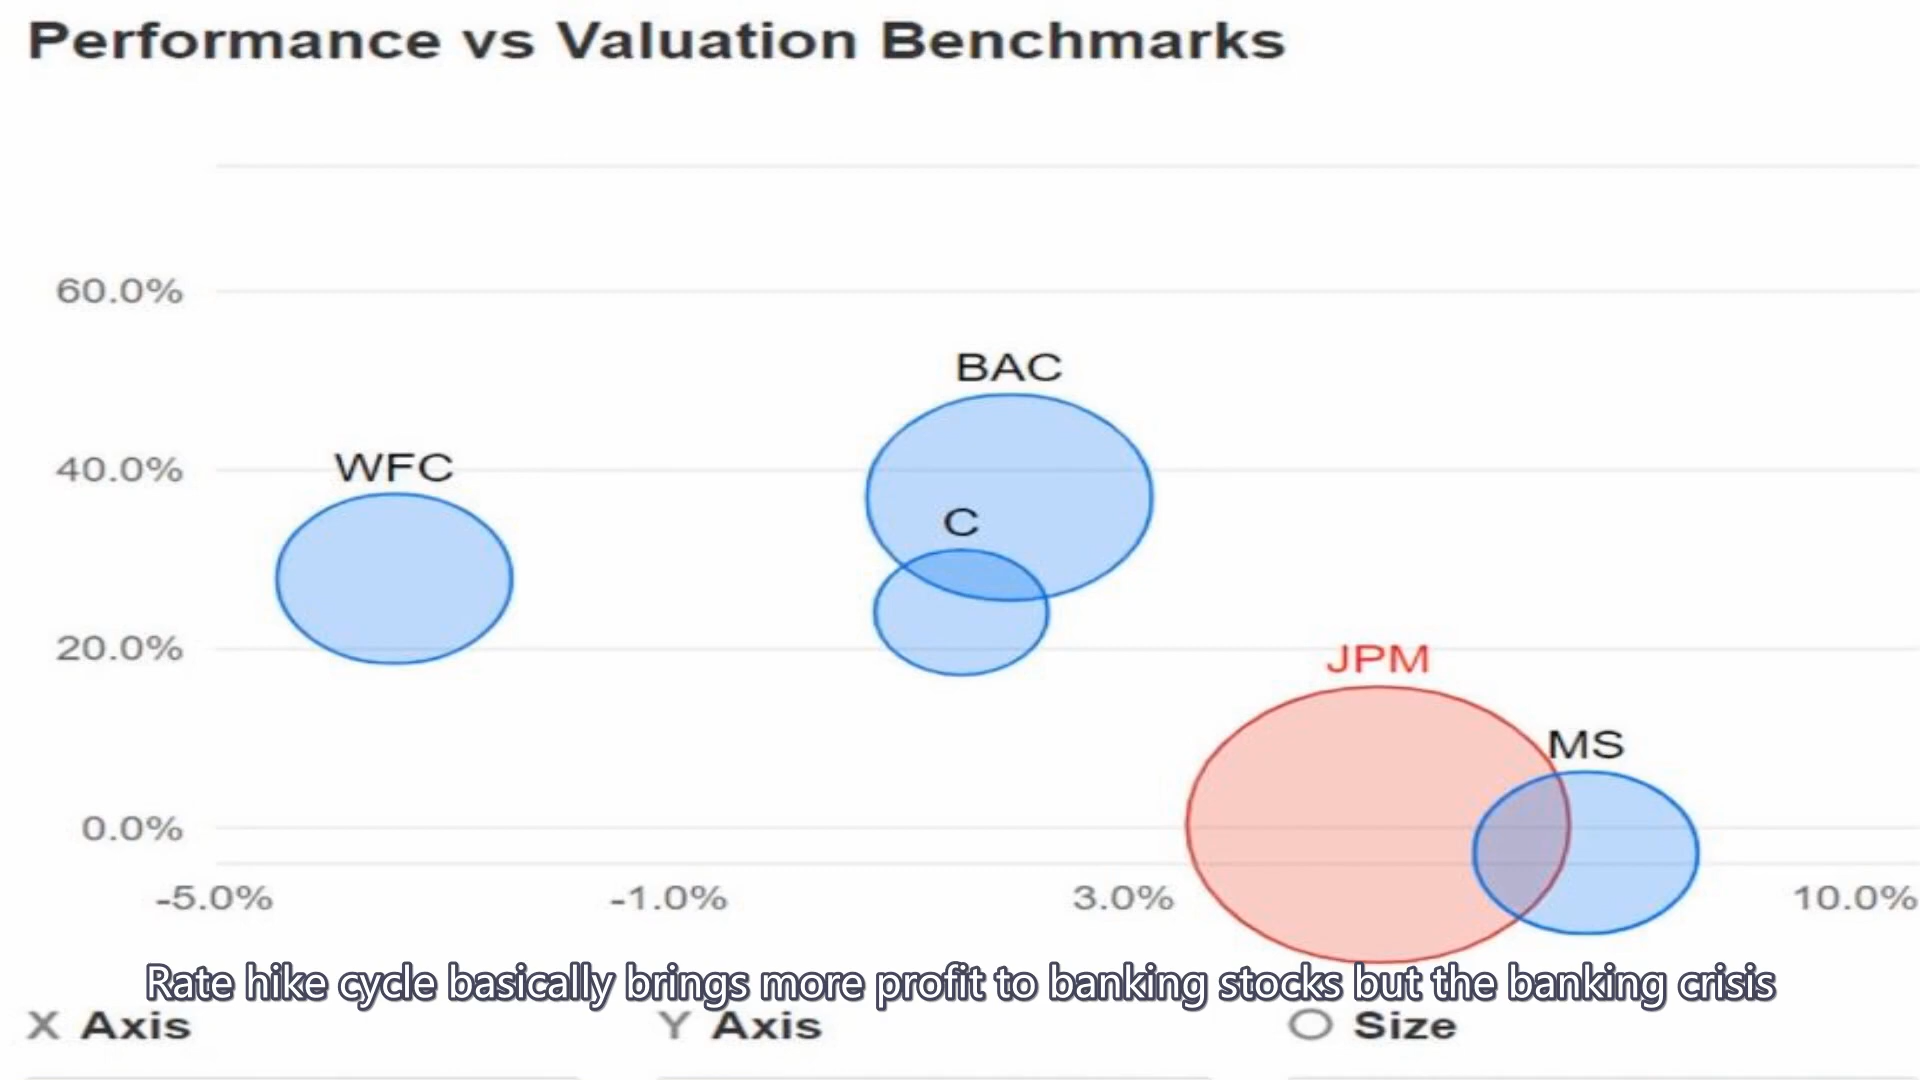 Performance vs Valuation Benchmarks
60.0%
BAC
WFC
40.0%
C
20.0%
JPM
MS
0.0%
-5.0% -1.0% 3.0% 10.0%
Rate hike cycle basically brings more profit to banking stocks but the banking crisis
X Axis Y Axis Size